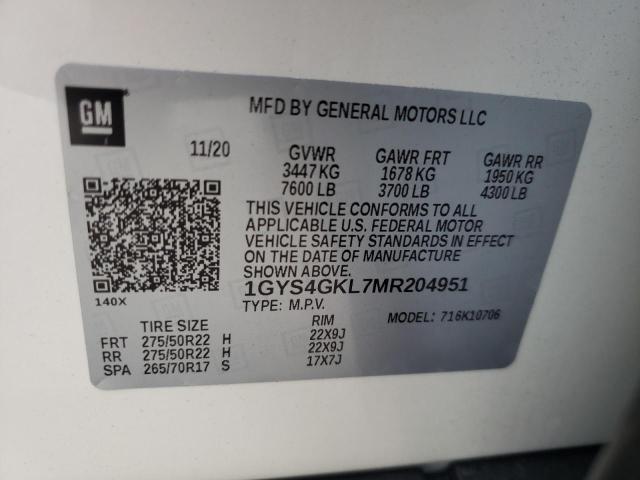 GM
MFD BY GENERAL MOTORS LLC
11/20 GVWR GAWR FRT GAWR RR
3447 KG 1678 KG 1950 KG
7600 LB 3700 LB 4300 LB
THIS VEHICLE CONFORMS TO ALL
APPLICABLE U.S. FEDERAL MOTOR
VEHICLE SAFETY STANDARDS IN EFFECT
ON THE DATE OF MANUFACTURE
SHOWN ABOVE.
140X
1GYS4GKL7MR204951
TYPE: M.P.V. MODEL: 716K10706
TIRE SIZE RIM
FRT 275/50R22 H 22X9J
RR 275/50R22 H 22X9J
SPA 265/70R17 S 17X7J